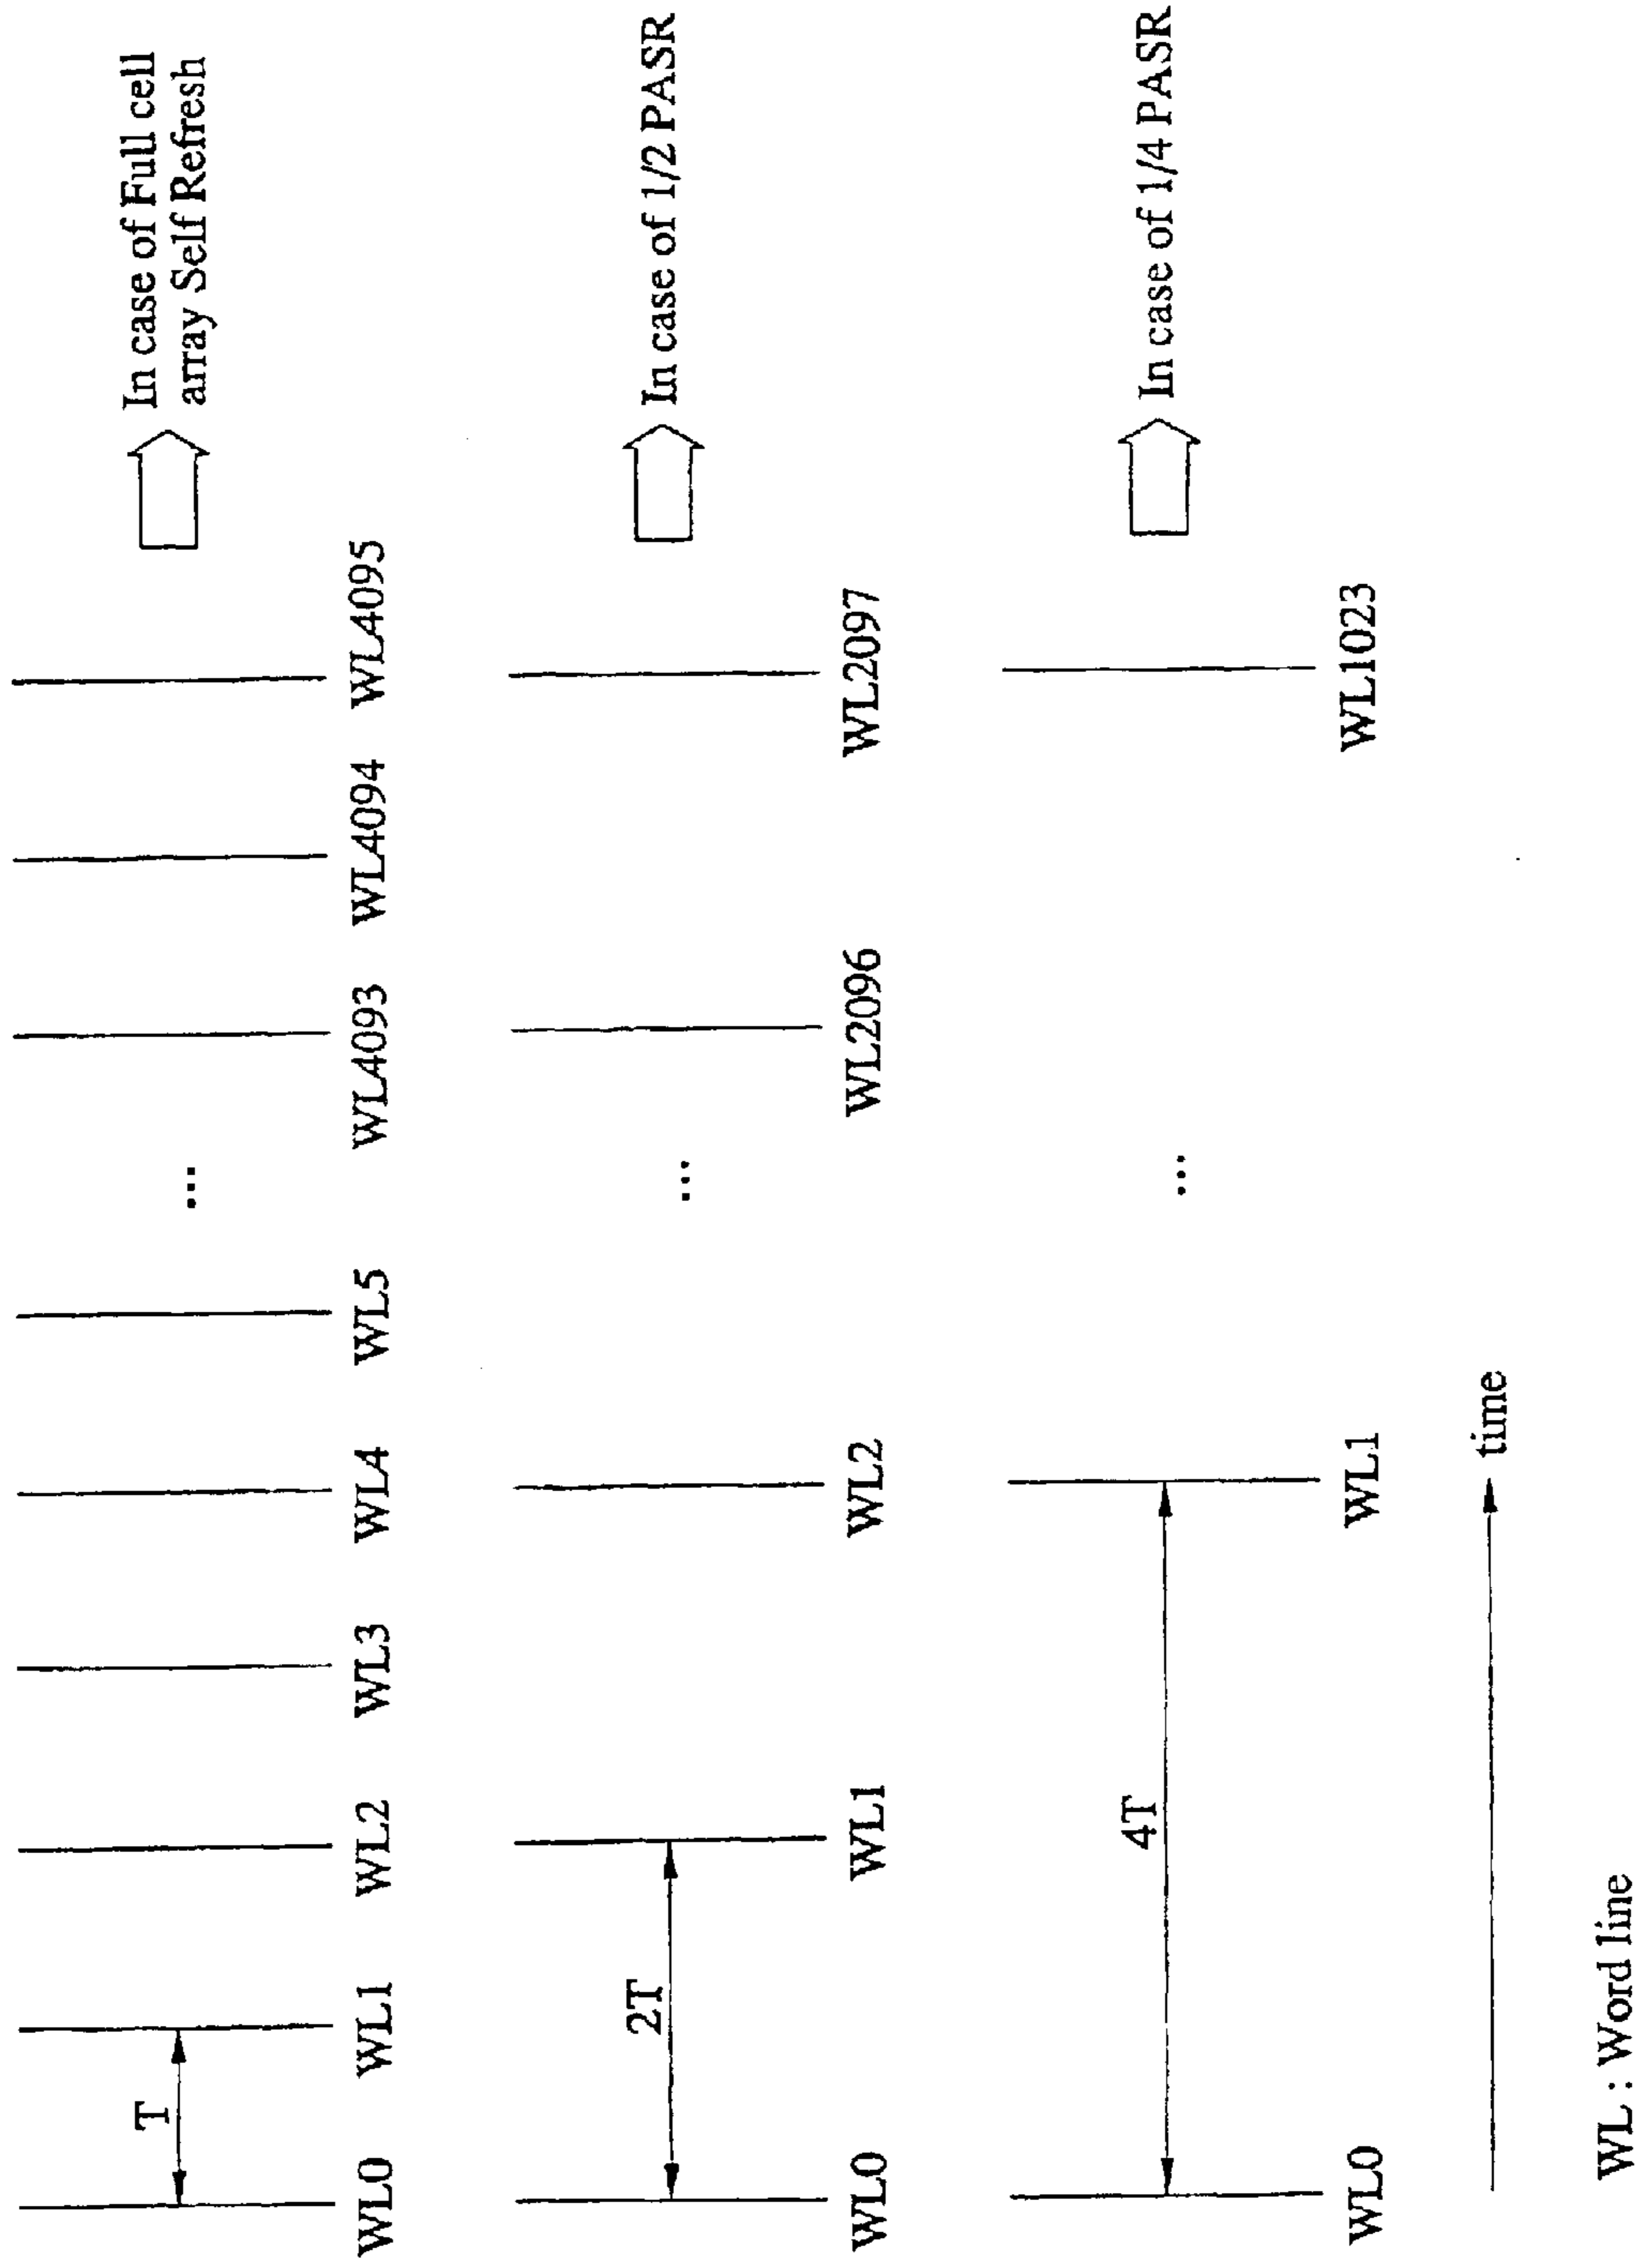 T
WL0 WL1 WL2 WL3 WL4 WL5 ... WL4093 WL4094 WL4095
In case of Full cell
array Self Refresh
2T
WL0 WL1 WL2 ... WL2096 WL2097
In case of 1/2 PASR
4T
WL0 WL1 ... WL1023
In case of 1/4 PASR
time
WL : Word line